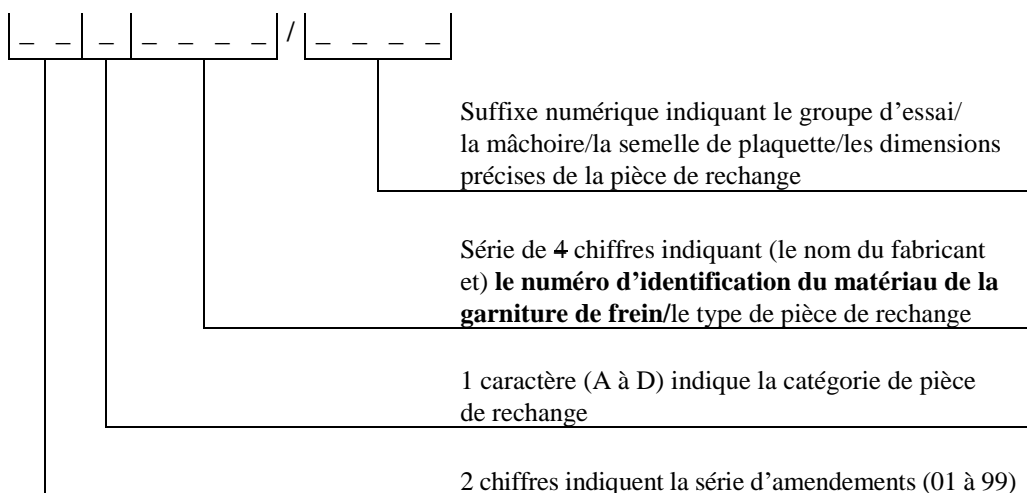 _ _ _ _ _ _ _ / _ _ _ _
Suffixe numérique indiquant le groupe d’essai/
la mâchoire/la semelle de plaquette/les dimensions
précises de la pièce de rechange
Série de 4 chiffres indiquant (le nom du fabricant
et) le numéro d’identification du matériau de la
garniture de frein/le type de pièce de rechange
1 caractère (A à D) indique la catégorie de pièce
de rechange
2 chiffres indiquent la série d’amendements (01 à 99)